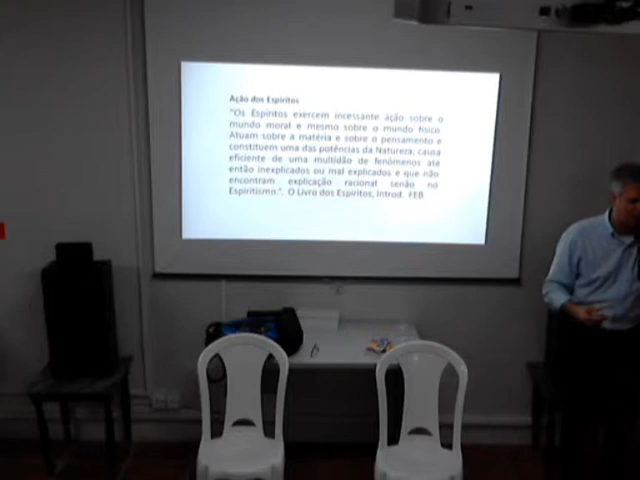 Ação dos Espíritos
"Os Espíritos exercem incessante ação sobre o
mundo moral e mesmo sobre o mundo físico
Atuam sobre a matéria e sobre o pensamento e
constituem uma das potências da Natureza, causa
eficiente de uma multidão de fenômenos até
então inexplicados ou mal explicados e que não
encontram explicação racional senão no
Espiritismo.". O Livro dos Espíritos, Introd. FEB